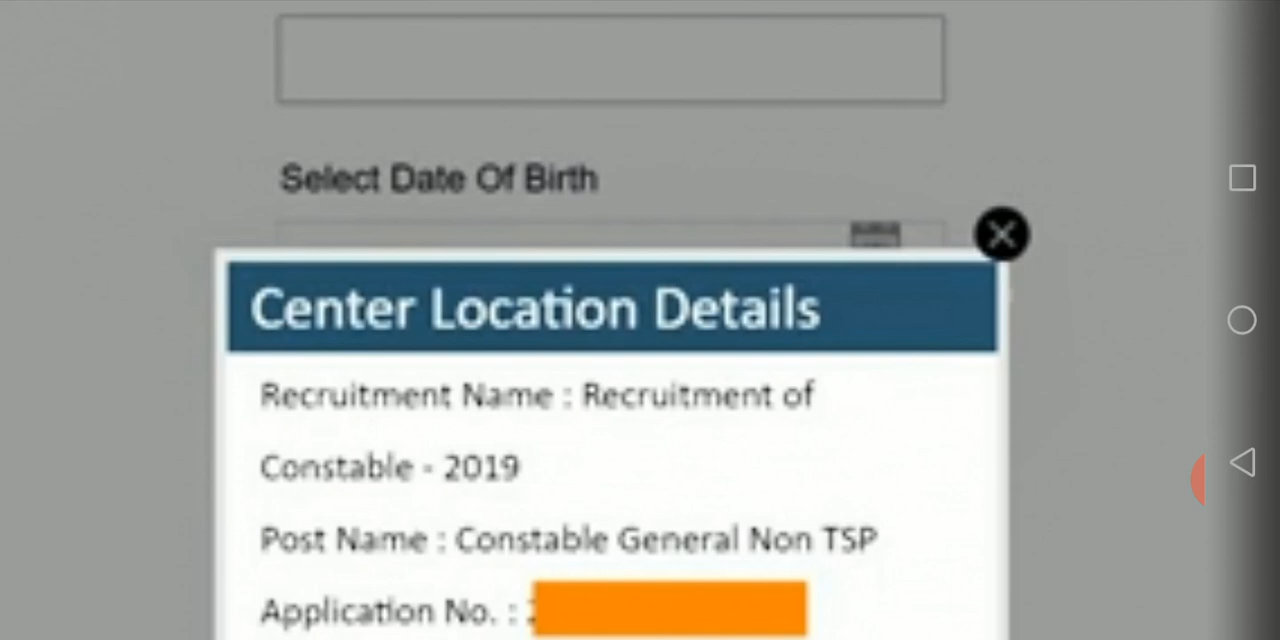 Select Date Of Birth
Center Location Details
Recruitment Name : Recruitment of
Constable - 2019
Post Name : Constable General Non TSP
Application No. :